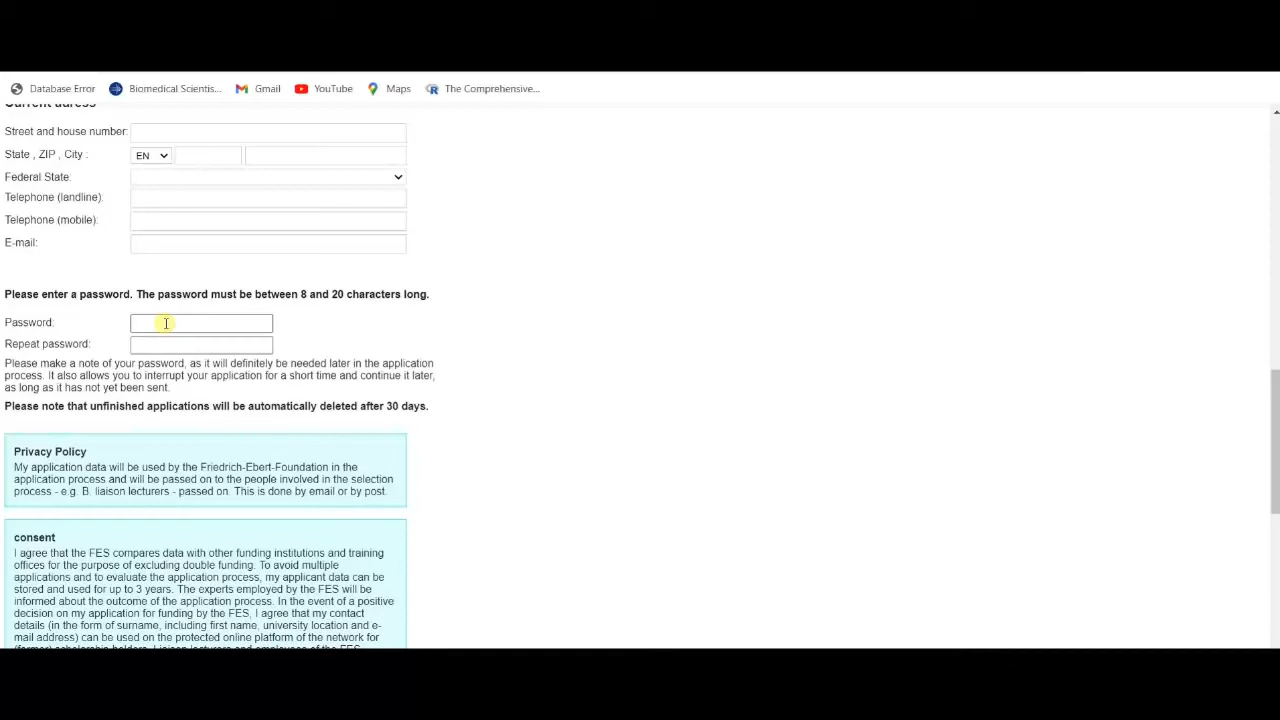 Database Error Biomedical Scientis... Gmail YouTube Maps The Comprehensive...
Current adress
Street and house number:
State , ZIP , City : EN
Federal State:
Telephone (landline):
Telephone (mobile):
E-mail:
Please enter a password. The password must be between 8 and 20 characters long.
Password:
Repeat password:
Please make a note of your password, as it will definitely be needed later in the application
process. It also allows you to interrupt your application for a short time and continue it later,
as long as it has not yet been sent.
Please note that unfinished applications will be automatically deleted after 30 days.
Privacy Policy
My application data will be used by the Friedrich-Ebert-Foundation in the
application process and will be passed on to the people involved in the selection
process - e.g. B. liaison lecturers - passed on. This is done by email or by post.
consent
I agree that the FES compares data with other funding institutions and training
offices for the purpose of excluding double funding. To avoid multiple
applications and to evaluate the application process, my applicant data can be
stored and used for up to 3 years. The experts employed by the FES will be
informed about the outcome of the application process. In the event of a positive
decision on my application for funding by the FES, I agree that my contact
details (in the form of surname, including first name, university location and e-
mail address) can be used on the protected online platform of the network for
(former) scholarship holders. Liaison lecturers and employees of the FES